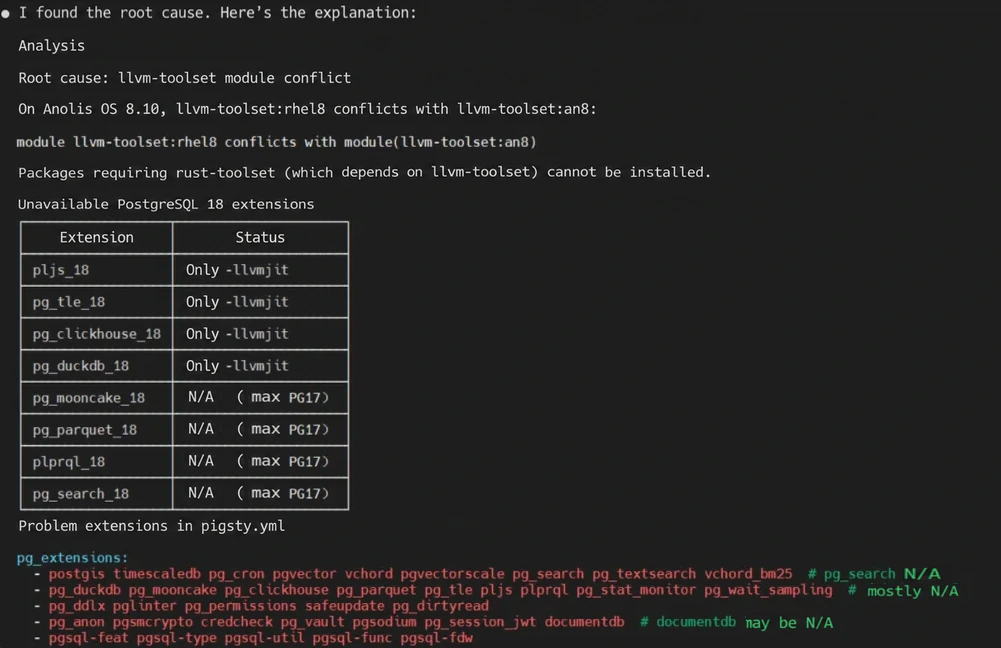 ● I found the root cause. Here's the explanation:
Analysis
Root cause: llvm-toolset module conflict
On Anolis OS 8.10, llvm-toolset:rhel8 conflicts with llvm-toolset:an8:
module llvm-toolset:rhel8 conflicts with module(llvm-toolset:an8)
Packages requiring rust-toolset (which depends on llvm-toolset) cannot be installed.
Unavailable PostgreSQL 18 extensions
Extension Status
pljs_18 Only -llvmjit
pg_tle_18 Only -llvmjit
pg_clickhouse_18 Only -llvmjit
pg_duckdb_18 Only -llvmjit
pg_mooncake_18 N/A ( max PG17)
pg_parquet_18 N/A ( max PG17)
plprql_18 N/A ( max PG17)
pg_search_18 N/A ( max PG17)
Problem extensions in pigsty.yml
pg_extensions:
- postgis timescaledb pg_cron pgvector vchord pgvectorscale pg_search pg_textsearch vchord_bm25 # pg_search N/A
- pg_duckdb pg_mooncake pg_clickhouse pg_parquet pg_tle pljs plprql pg_stat_monitor pg_wait_sampling # mostly N/A
- pg_ddlx pglinter pg_permissions safeupdate pg_dirtyread
- pg_anon pgsmcrypto credcheck pg_vault pgsodium pg_session_jwt documentdb # documentdb may be N/A
- pgsql-feat pgsql-type pgsql-util pgsql-func pgsql-fdw